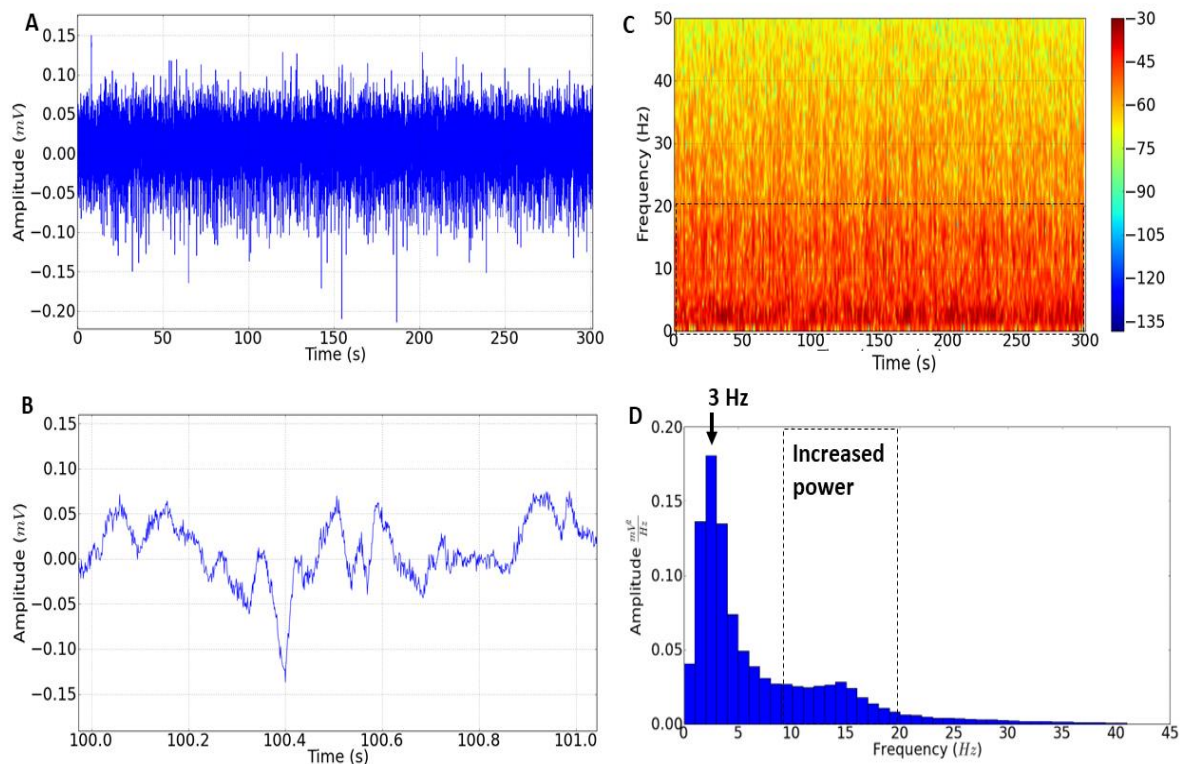 A
0.15
0.10
0.05
0.00
−0.05
−0.10
−0.15
−0.20
Amplitude (mV)
0 50 100 150 200 250 300
Time (s)
C
50
40
30
20
10
0
Frequency (Hz)
0 50 100 150 200 250 300
Time (s)
−30
−45
−60
−75
−90
−105
−120
−135
B
0.15
0.10
0.05
0.00
−0.05
−0.10
−0.15
Amplitude (mV)
100.0 100.2 100.4 100.6 100.8 101.0
Time (s)
D
3 Hz
Increased
power
0.20
0.15
0.10
0.05
0.00
Amplitude mV²/Hz
0 5 10 15 20 25 30 35 40 45
Frequency (Hz)